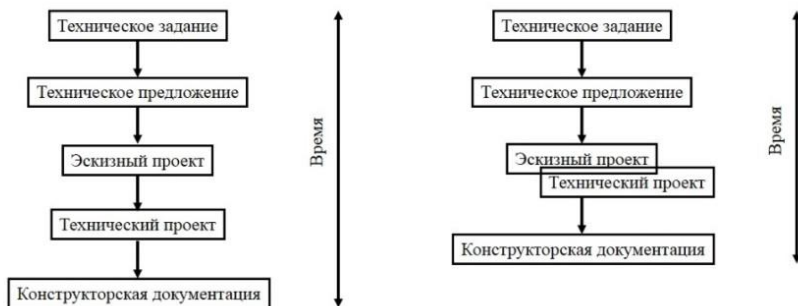 Техническое задание
Техническое предложение
Эскизный проект
Технический проект
Конструкторская документация
Время
Техническое задание
Техническое предложение
Эскизный проект
Технический проект
Конструкторская документация
Время